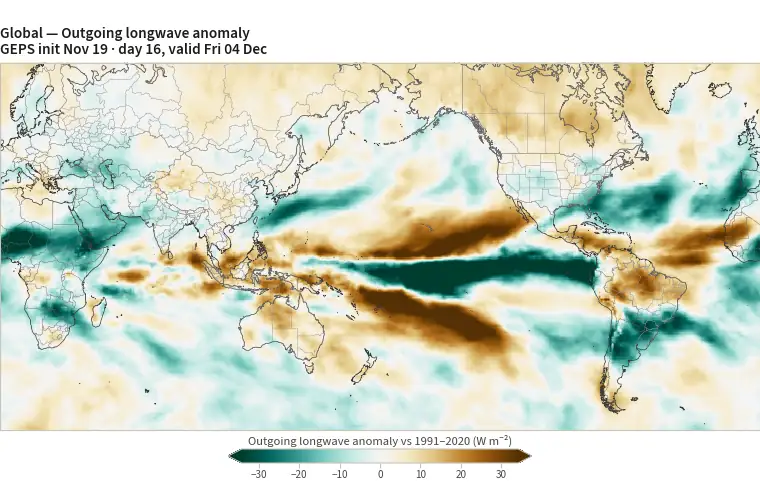 Global — Outgoing longwave anomaly
GEPS init Nov 19 · day 16, valid Fri 04 Dec
Outgoing longwave anomaly vs 1991–2020 (W m⁻²)
−30 −20 −10 0 10 20 30